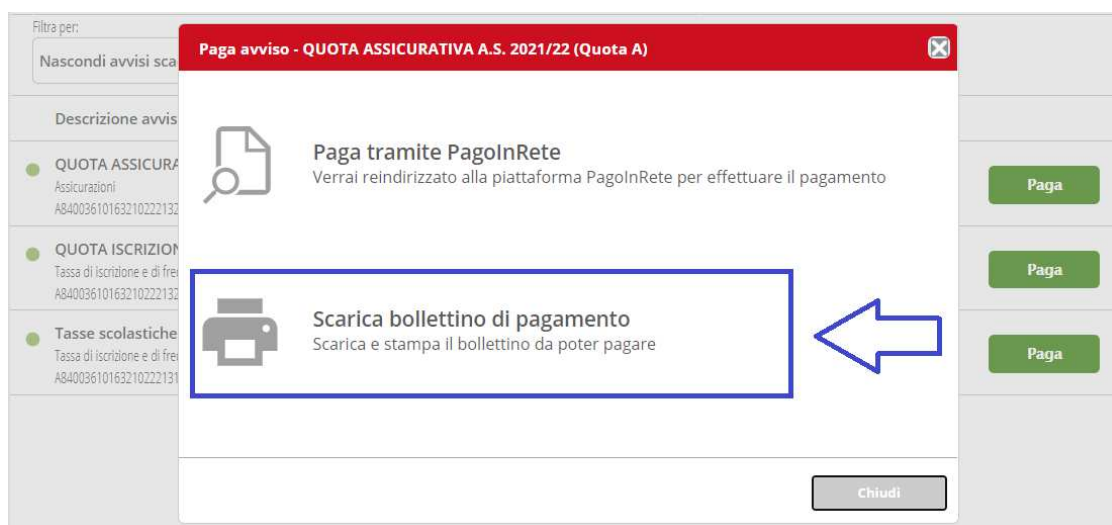 Filtra per:
Nascondi avvisi sca
Descrizione avvis
QUOTA ASSICURA
Assicurazioni
A84003610163210222132
Paga
QUOTA ISCRIZION
Tassa di iscrizione e di fre
A84003610163210222132
Paga
Tasse scolastiche
Tassa di iscrizione e di fre
A84003610163210222131
Paga
Paga avviso - QUOTA ASSICURATIVA A.S. 2021/22 (Quota A)
Paga tramite PagoInRete
Verrai reindirizzato alla piattaforma PagoInRete per effettuare il pagamento
Scarica bollettino di pagamento
Scarica e stampa il bollettino da poter pagare
Chiudi